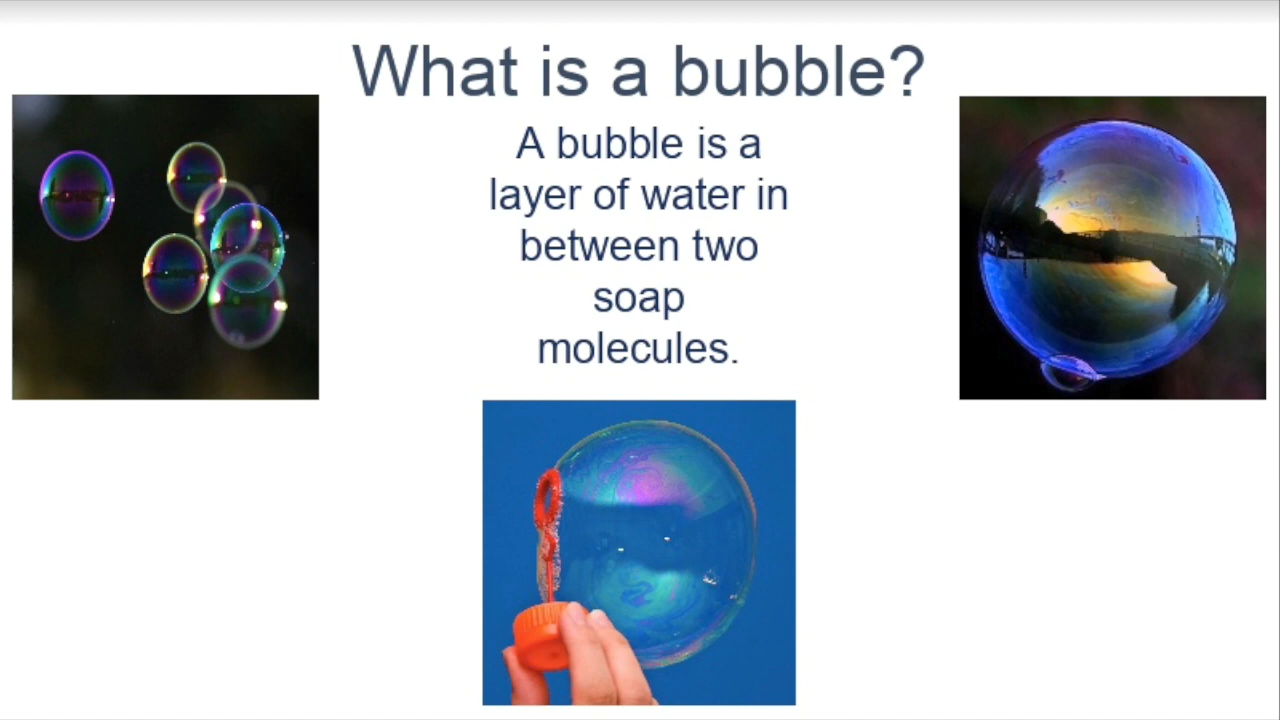 What is a bubble?
A bubble is a
layer of water in
between two
soap
molecules.